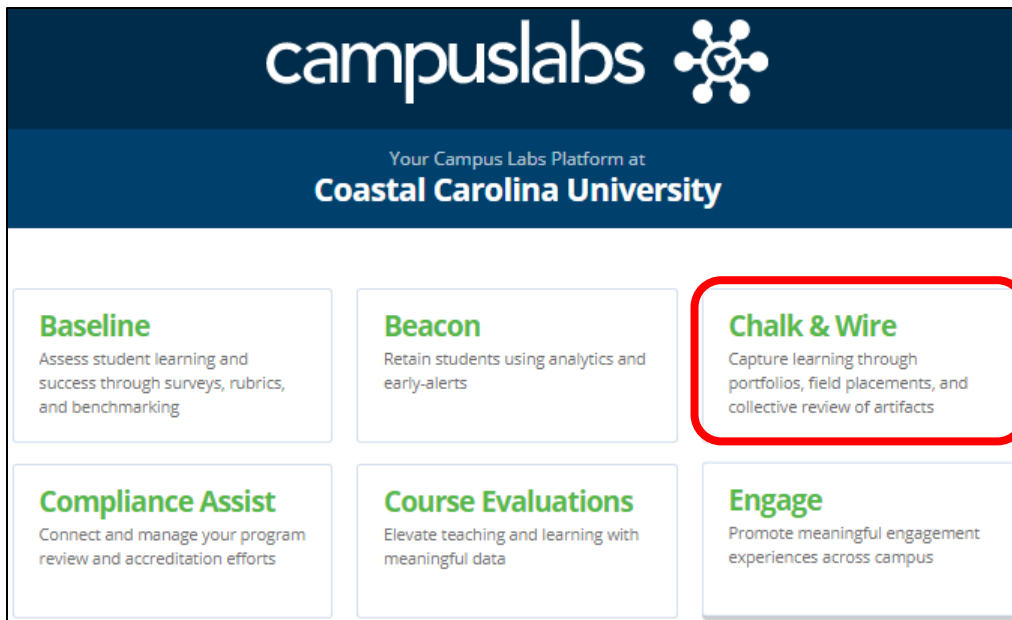 campuslabs
Your Campus Labs Platform at
Coastal Carolina University
Baseline
Assess student learning and
success through surveys, rubrics,
and benchmarking
Beacon
Retain students using analytics and
early-alerts
Chalk & Wire
Capture learning through
portfolios, field placements, and
collective review of artifacts
Compliance Assist
Connect and manage your program
review and accreditation efforts
Course Evaluations
Elevate teaching and learning with
meaningful data
Engage
Promote meaningful engagement
experiences across campus